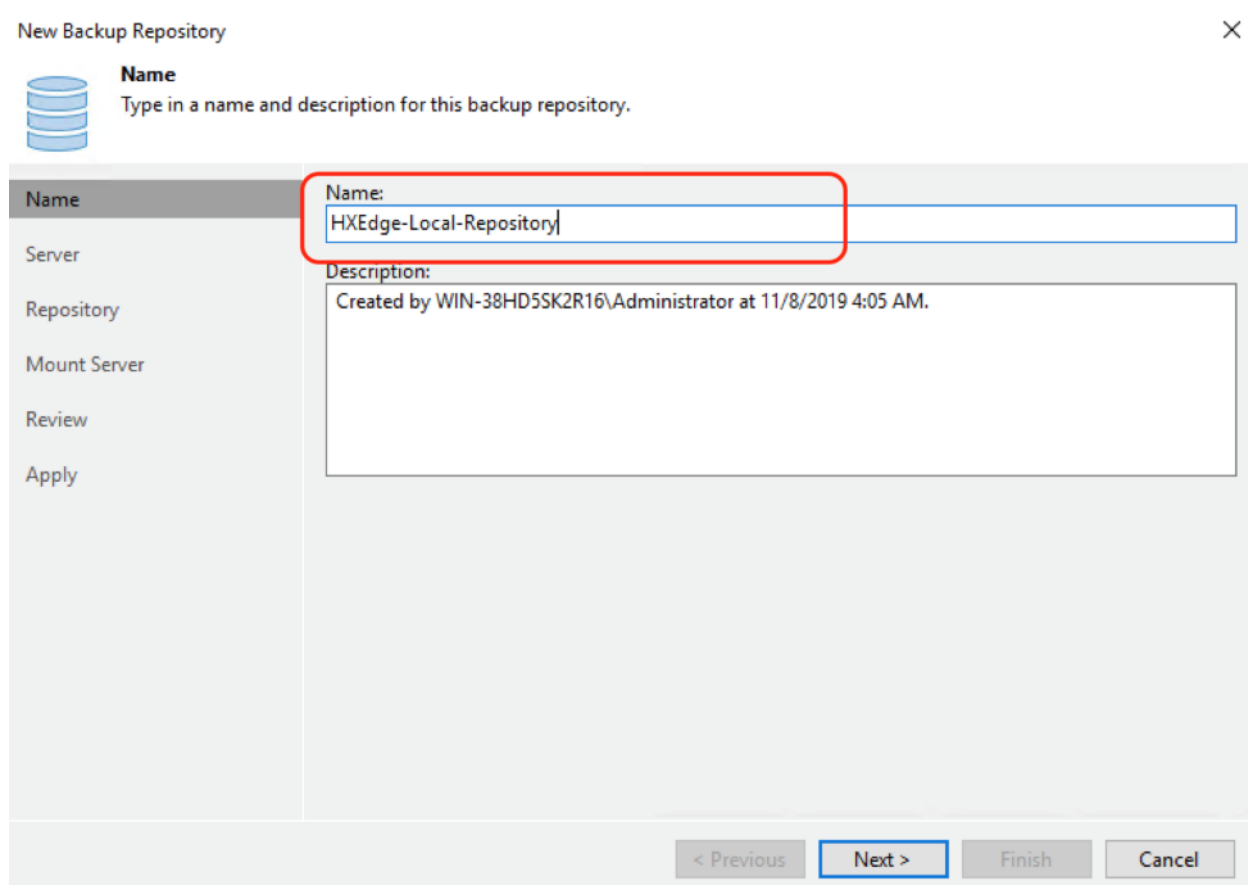 New Backup Repository
Name
Type in a name and description for this backup repository.
Name
Server
Repository
Mount Server
Review
Apply
Name:
HXEdge-Local-Repository
Description:
Created by WIN-38HD5SK2R16\Administrator at 11/8/2019 4:05 AM.
< Previous
Next >
Finish
Cancel